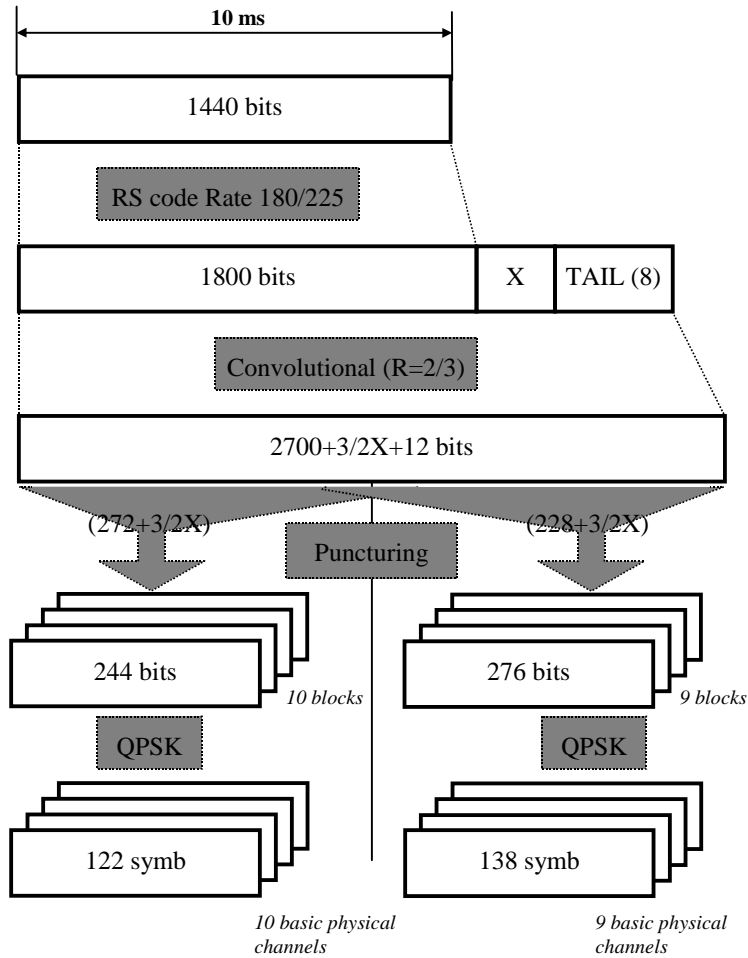 10 ms
1440 bits
RS code Rate 180/225
1800 bits X TAIL (8)
Convolutional (R=2/3)
2700+3/2X+12 bits
(272+3/2X) (228+3/2X)
Puncturing
244 bits 276 bits
10 blocks 9 blocks
QPSK QPSK
122 symb 138 symb
10 basic physical 9 basic physical
channels channels